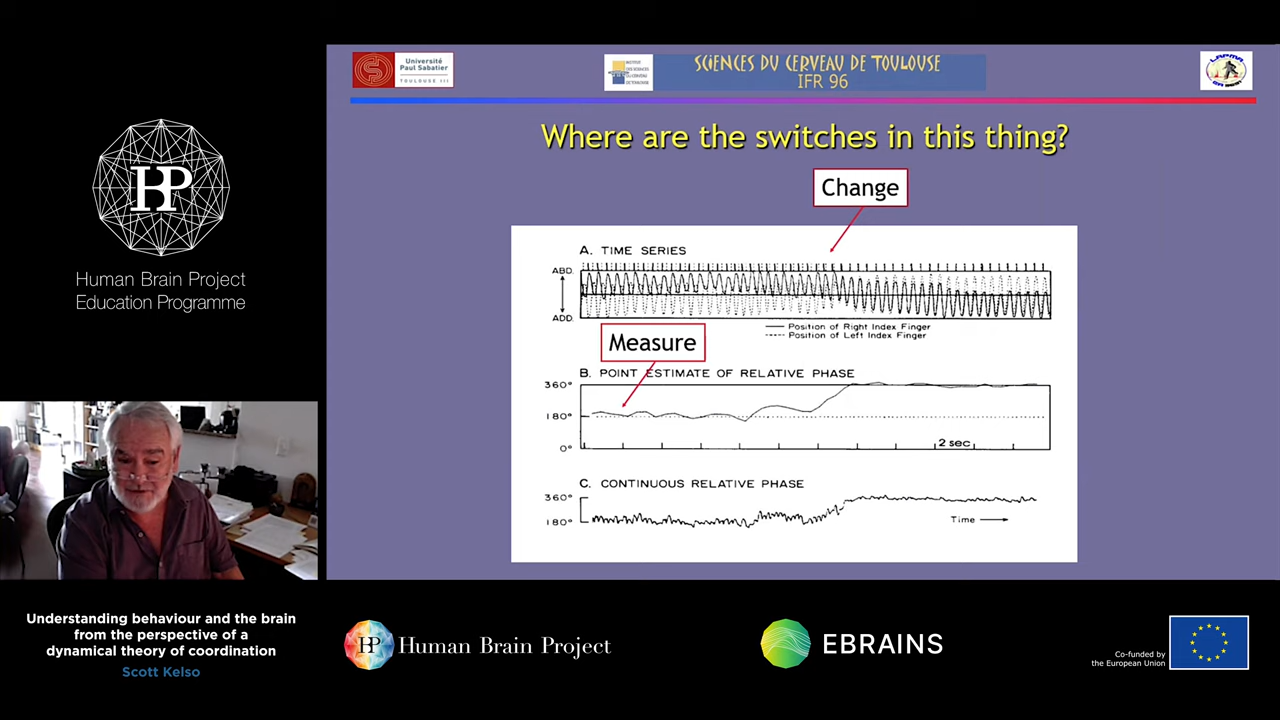 Université
Paul Sabatier
TOULOUSE III
SCIENCES DU CERVEAU DE TOULOUSE
IFR 96
Where are the switches in this thing?
Change
A. TIME SERIES
ABD.
ADD.
Position of Right Index Finger
Position of Left Index Finger
Measure
B. POINT ESTIMATE OF RELATIVE PHASE
360°
180°
0°
2 sec
C. CONTINUOUS RELATIVE PHASE
360°
180°
Time
HBP
Human Brain Project
Education Programme
Understanding behaviour and the brain
from the perspective of a
dynamical theory of coordination
Scott Kelso
HBP
Human Brain Project
EBRAINS
Co-funded by
the European Union